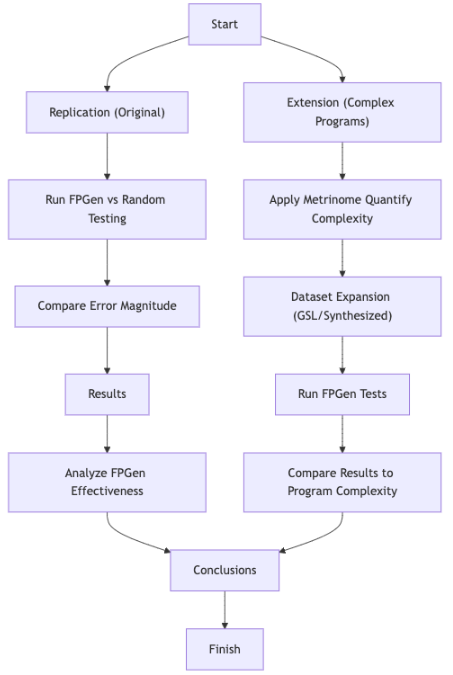 Start
Replication (Original)
Extension (Complex
Programs)
Run FPGen vs Random
Testing
Apply Metrinome Quantify
Complexity
Compare Error Magnitude
Dataset Expansion
(GSL/Synthesized)
Results
Run FPGen Tests
Analyze FPGen
Effectiveness
Compare Results to
Program Complexity
Conclusions
Finish